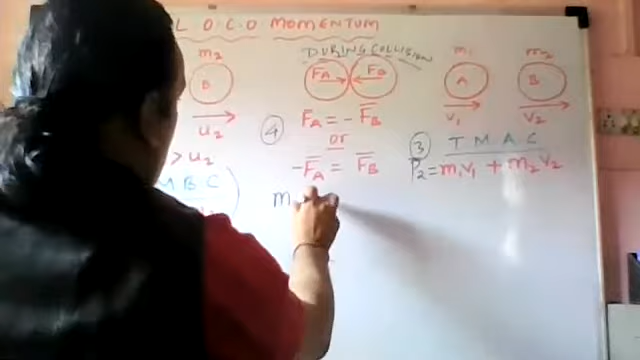 L O C O MOMENTUM
m2
B
u2
> u2
M B C
DURING COLLISION
FA FB
FA = - FB
4
or
-FA = FB
m
m1 m2
A B
v1 v2
3 T M A C
P2 = m1v1 + m2v2